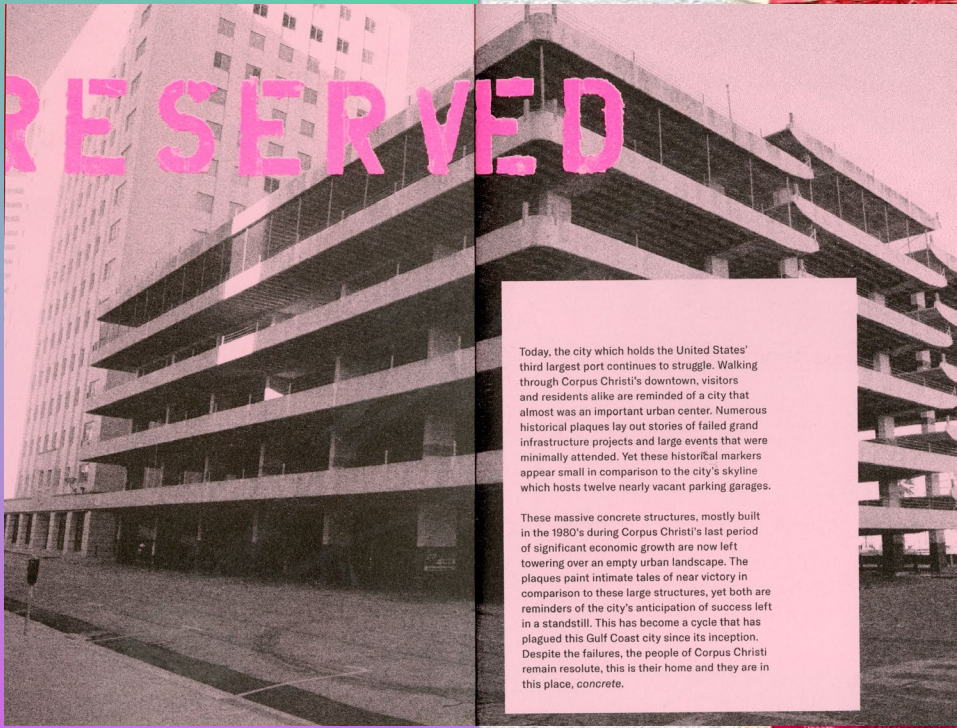 RESERVED
Today, the city which holds the United States'
third largest port continues to struggle. Walking
through Corpus Christi's downtown, visitors
and residents alike are reminded of a city that
almost was an important urban center. Numerous
historical plaques lay out stories of failed grand
infrastructure projects and large events that were
minimally attended. Yet these historical markers
appear small in comparison to the city's skyline
which hosts twelve nearly vacant parking garages.
These massive concrete structures, mostly built
in the 1980's during Corpus Christi's last period
of significant economic growth are now left
towering over an empty urban landscape. The
plaques paint intimate tales of near victory in
comparison to these large structures, yet both are
reminders of the city's anticipation of success left
in a standstill. This has become a cycle that has
plagued this Gulf Coast city since its inception.
Despite the failures, the people of Corpus Christi
remain resolute, this is their home and they are in
this place, concrete.